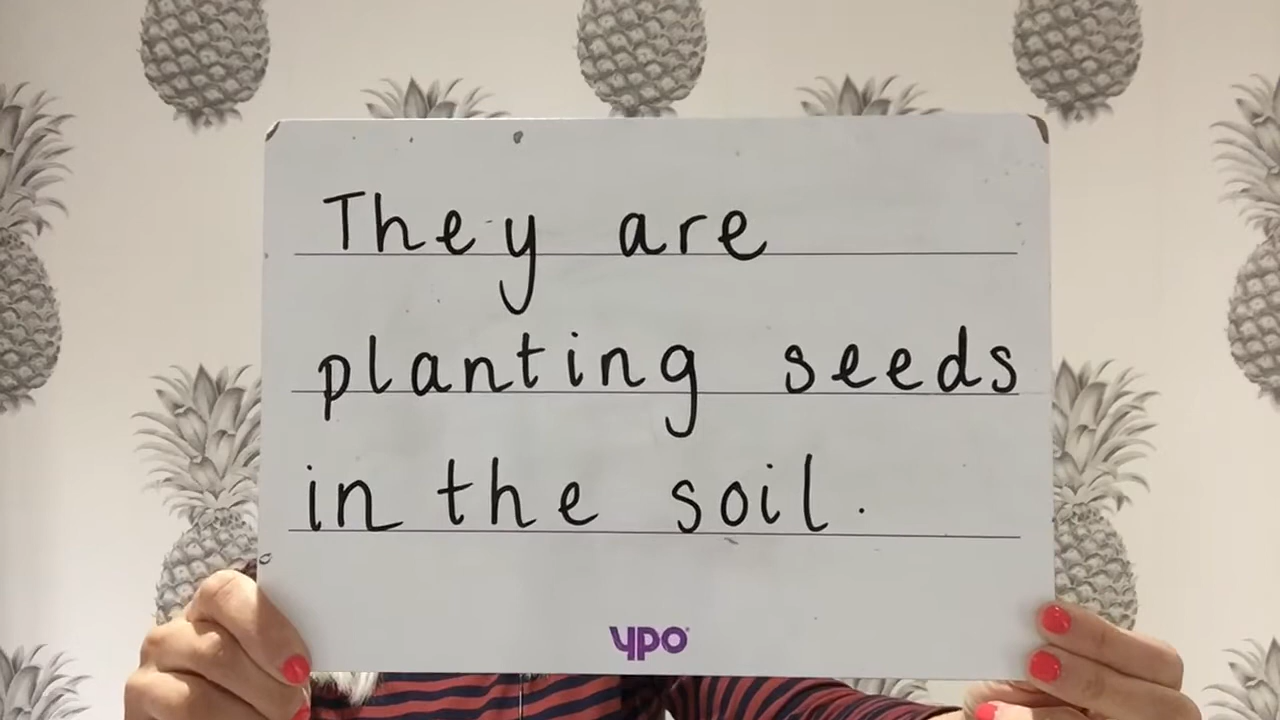 They are
planting seeds
in the soil.
ypo